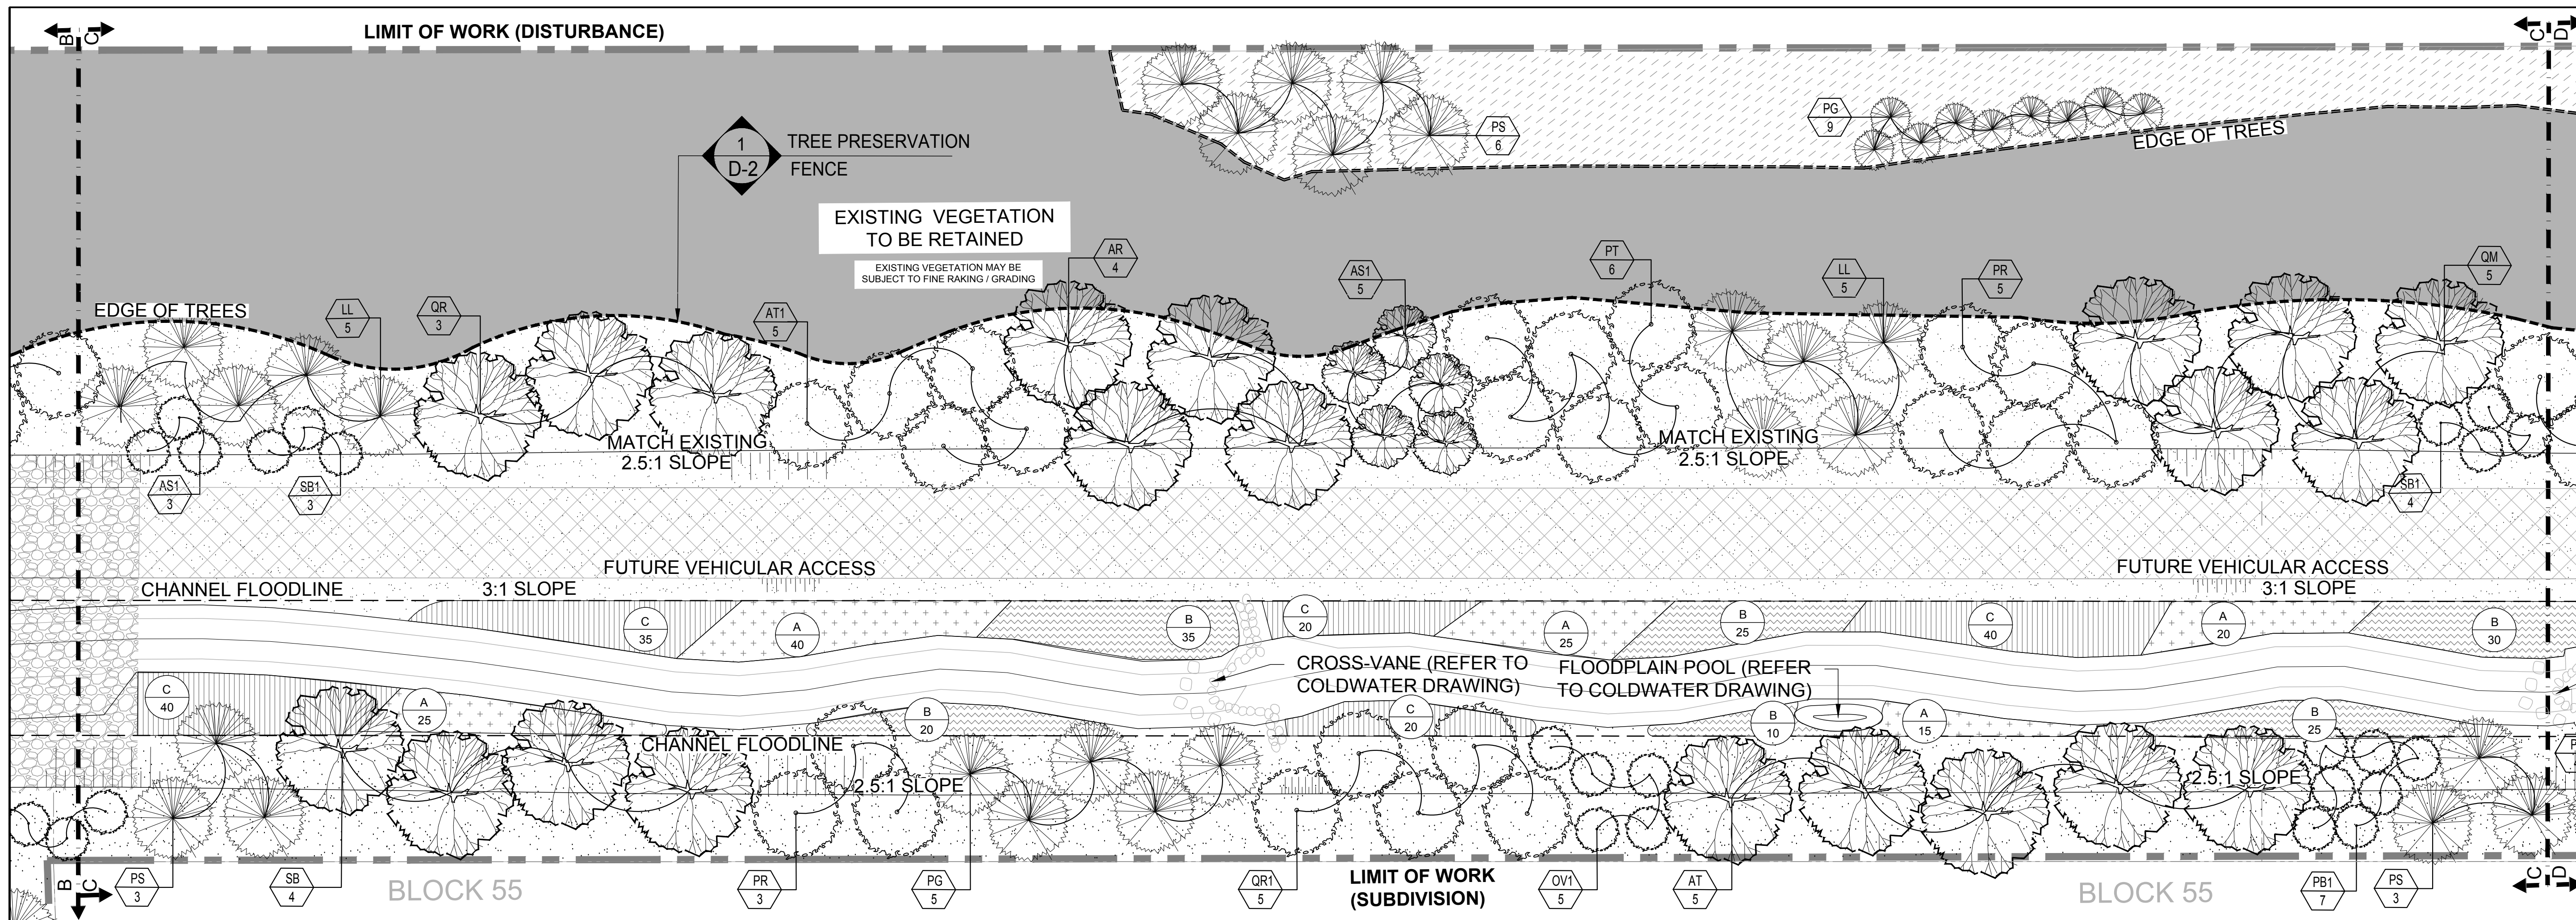 LIMIT OF WORK (DISTURBANCE)
B
C
C
D
1
D-2
TREE PRESERVATION
FENCE
PS
6
PG
9
EDGE OF TREES
EXISTING VEGETATION
TO BE RETAINED
EXISTING VEGETATION MAY BE
SUBJECT TO FINE RAKING / GRADING
AR
4
AS1
5
PT
6
LL
5
PR
5
QM
5
EDGE OF TREES
LL
5
QR
3
AT1
5
MATCH EXISTING
2.5:1 SLOPE
MATCH EXISTING
2.5:1 SLOPE
AS1
3
SB1
3
SB1
4
FUTURE VEHICULAR ACCESS
FUTURE VEHICULAR ACCESS
CHANNEL FLOODLINE
3:1 SLOPE
3:1 SLOPE
C
35
A
40
B
35
C
20
A
25
B
25
C
40
A
20
B
30
CROSS-VANE (REFER TO
COLDWATER DRAWING)
FLOODPLAIN POOL (REFER
TO COLDWATER DRAWING)
C
40
A
25
B
20
C
20
B
10
A
15
B
25
CHANNEL FLOODLINE
2.5:1 SLOPE
2.5:1 SLOPE
B
C
PS
3
SB
4
BLOCK 55
PR
3
PG
5
QR1
5
LIMIT OF WORK
(SUBDIVISION)
OV1
5
AT
5
BLOCK 55
PB1
7
PS
3
C
D